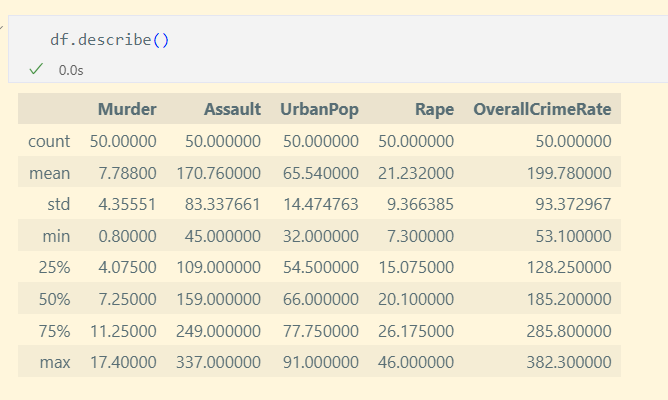 df.describe()
0.0s
Murder Assault UrbanPop Rape OverallCrimeRate
count 50.00000 50.000000 50.000000 50.000000 50.000000
mean 7.78800 170.760000 65.540000 21.232000 199.780000
std 4.35551 83.337661 14.474763 9.366385 93.372967
min 0.80000 45.000000 32.000000 7.300000 53.100000
25% 4.07500 109.000000 54.500000 15.075000 128.250000
50% 7.25000 159.000000 66.000000 20.100000 185.200000
75% 11.25000 249.000000 77.750000 26.175000 285.800000
max 17.40000 337.000000 91.000000 46.000000 382.300000